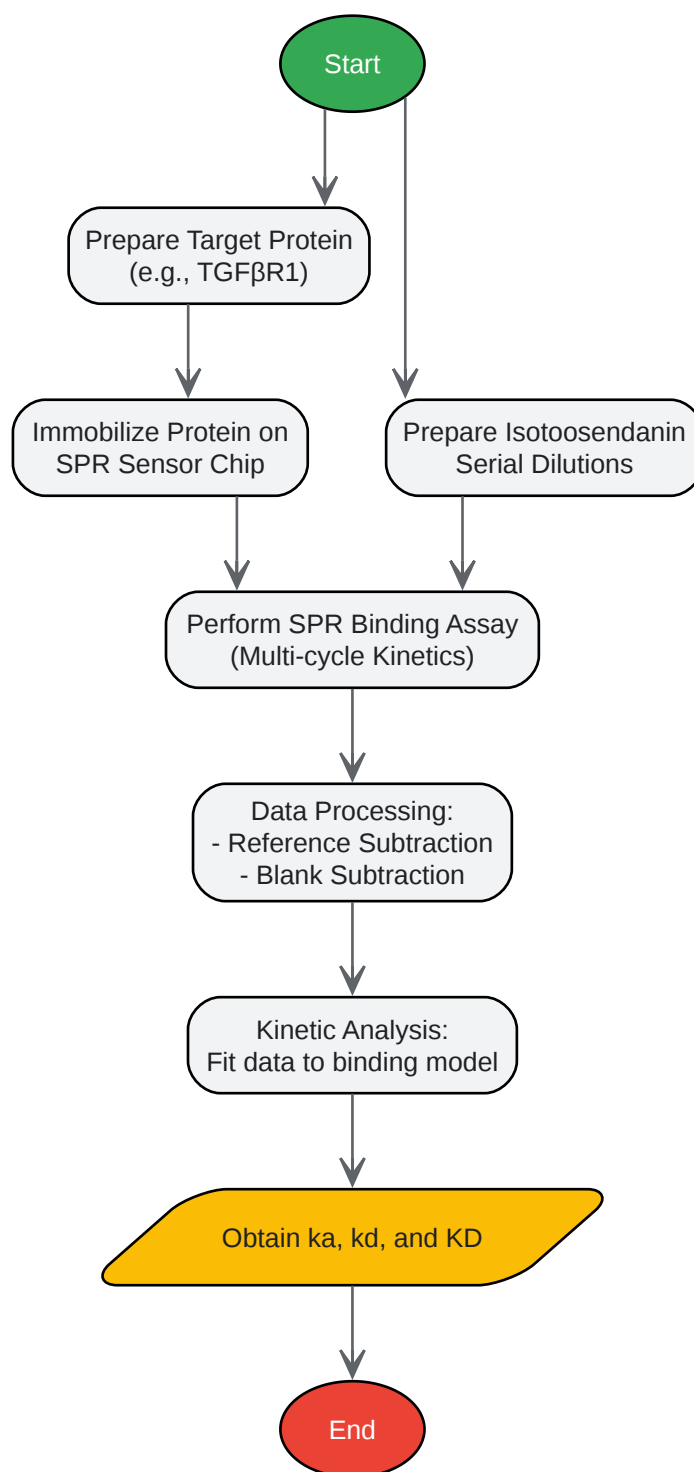 Start
Prepare Target Protein
(e.g., TGFβR1)
Immobilize Protein on
SPR Sensor Chip
Prepare Isotoosendanin
Serial Dilutions
Perform SPR Binding Assay
(Multi-cycle Kinetics)
Data Processing:
- Reference Subtraction
- Blank Subtraction
Kinetic Analysis:
Fit data to binding model
Obtain ka, kd, and KD
End